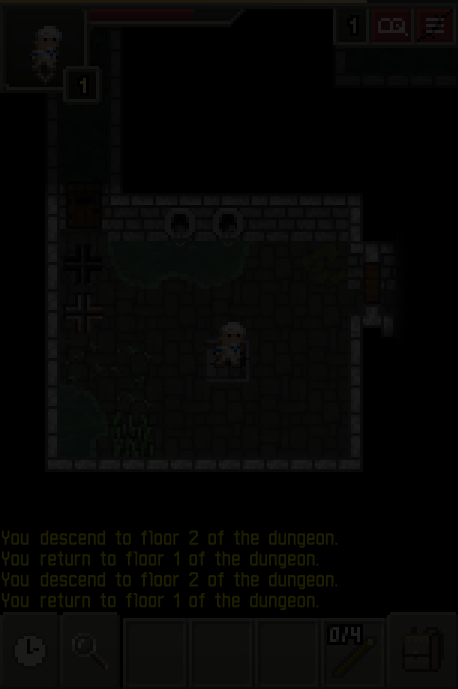 1
1
You descend to floor 2 of the dungeon.
You return to floor 1 of the dungeon.
You descend to floor 2 of the dungeon.
You return to floor 1 of the dungeon.
0/4